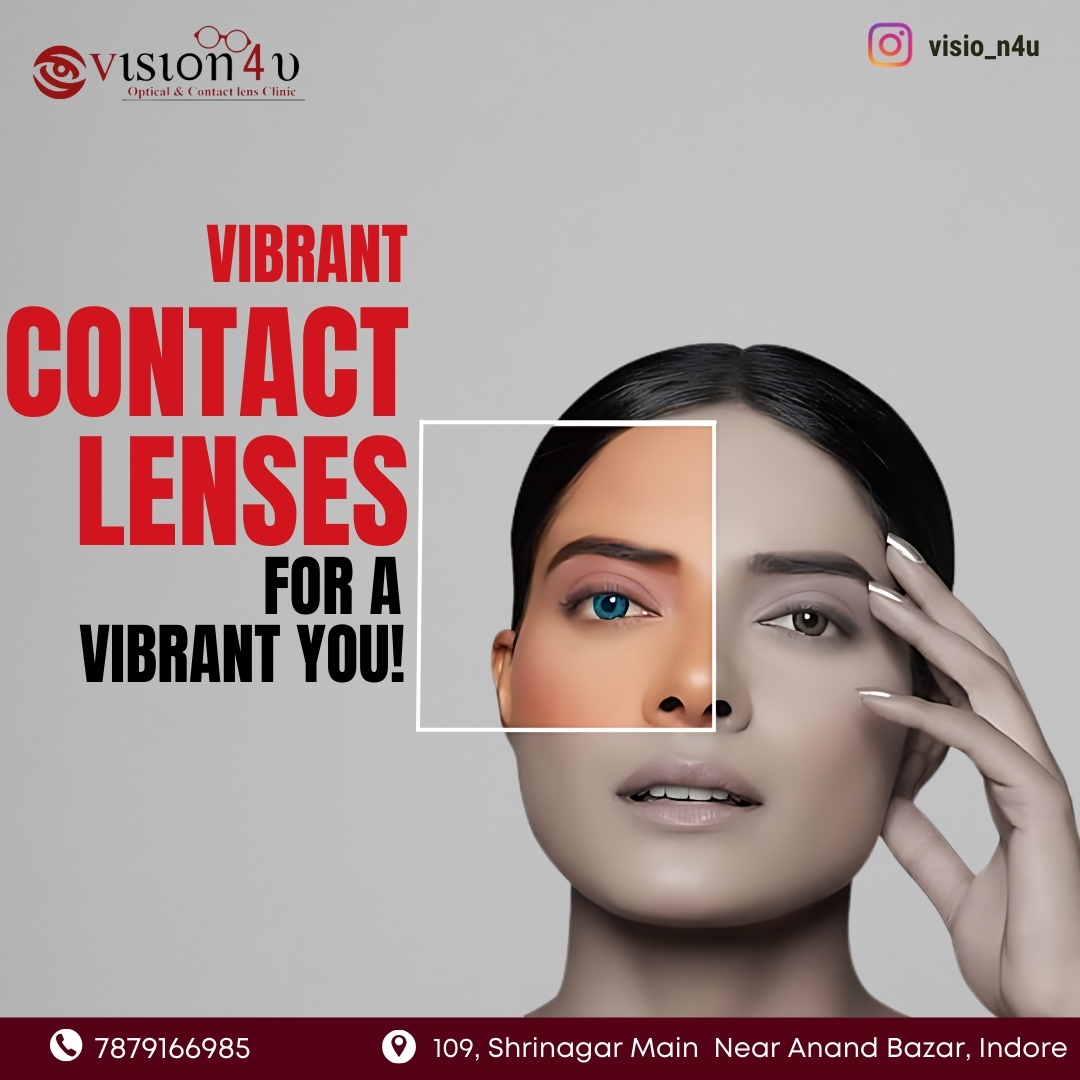 vision4u
Optical & Contact lens Clinic
visio_n4u
VIBRANT
CONTACT
LENSES
FOR A
VIBRANT YOU!
7879166985
109, Shrinagar Main Near Anand Bazar, Indore